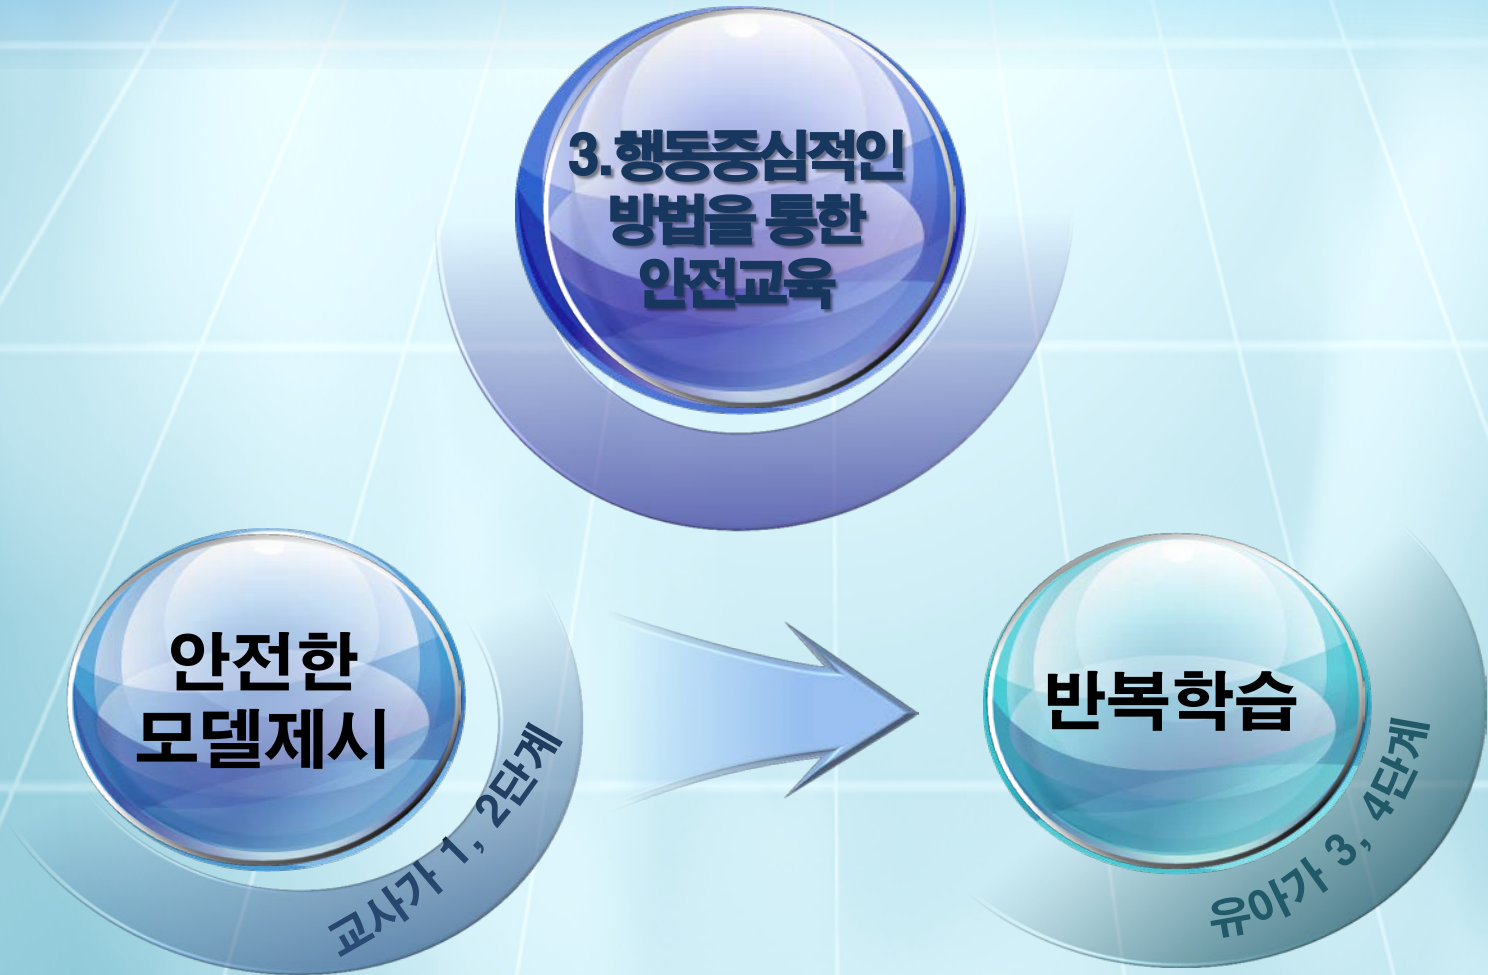 3.행동중심적인
방법을 통한
안전교육
안전한
모델제시
교사가 1, 2단계
반복학습
유아가 3, 4단계